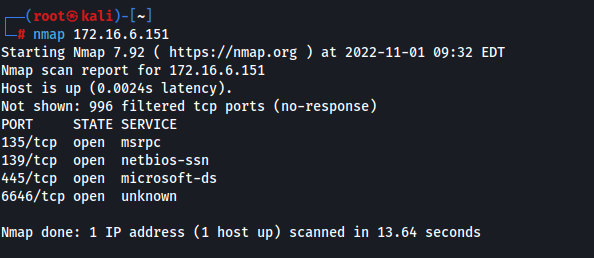 ┌──(root㉿kali)-[~]
└─# nmap 172.16.6.151
Starting Nmap 7.92 ( https://nmap.org ) at 2022-11-01 09:32 EDT
Nmap scan report for 172.16.6.151
Host is up (0.0024s latency).
Not shown: 996 filtered tcp ports (no-response)
PORT     STATE SERVICE
135/tcp  open  msrpc
139/tcp  open  netbios-ssn
445/tcp  open  microsoft-ds
6646/tcp open  unknown

Nmap done: 1 IP address (1 host up) scanned in 13.64 seconds